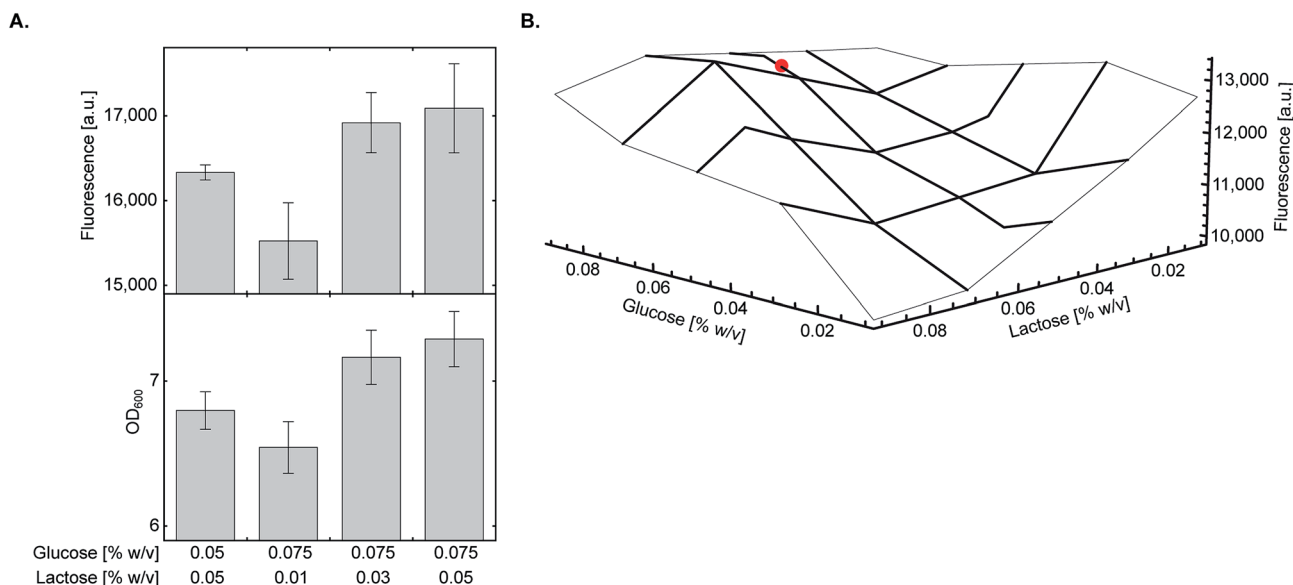 A.
Fluorescence [a.u.]
17,000
16,000
15,000
OD600
7
6
Glucose [% w/v] 0.05 0.075 0.075 0.075
Lactose [% w/v] 0.05 0.01 0.03 0.05
B.
13,000
12,000
11,000
10,000
Fluorescence [a.u.]
0.08 0.06 0.04 0.02
Glucose [% w/v]
0.08 0.06 0.04 0.02
Lactose [% w/v]